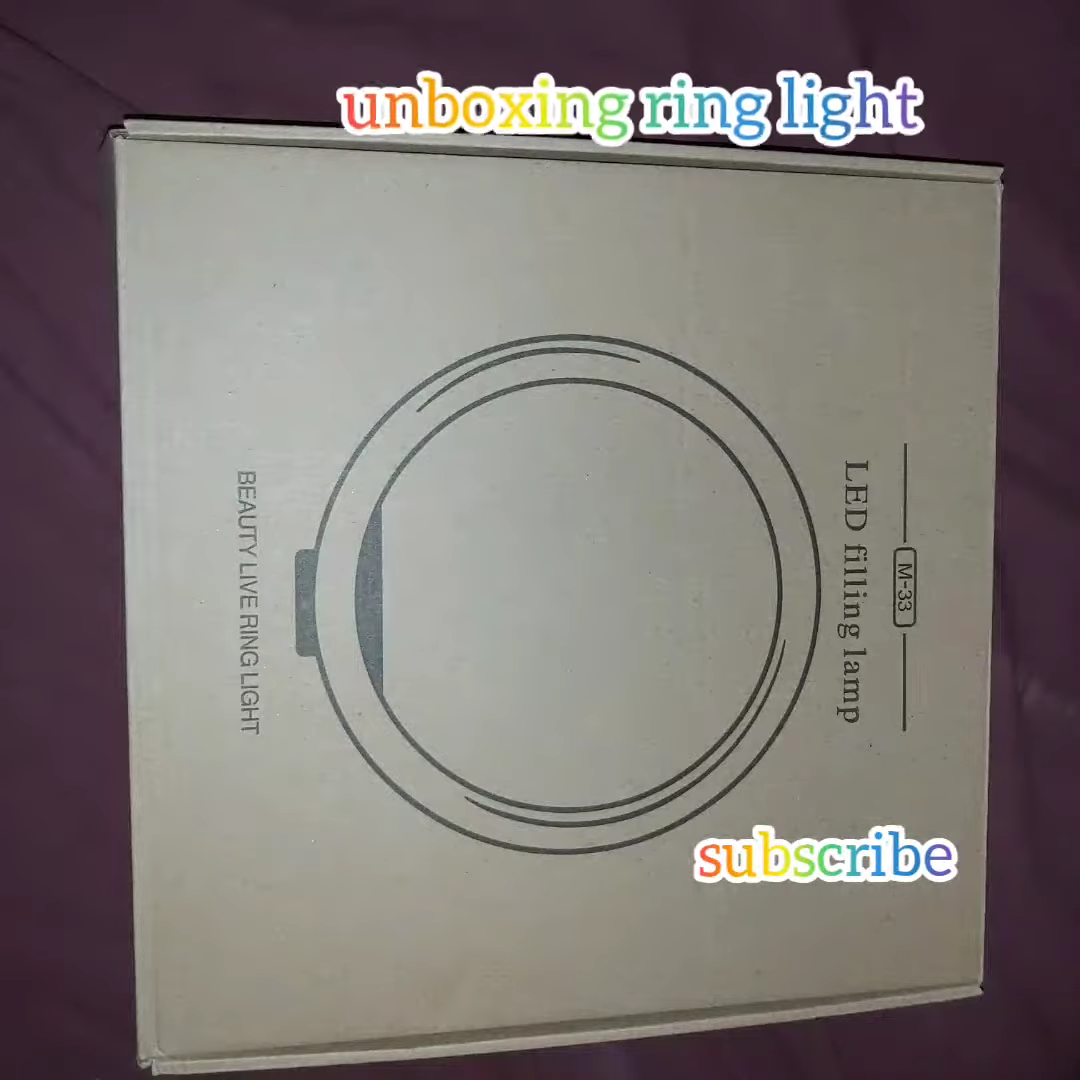 unboxing ring light
M-33
LED filling lamp
BEAUTY LIVE RING LIGHT
subscribe